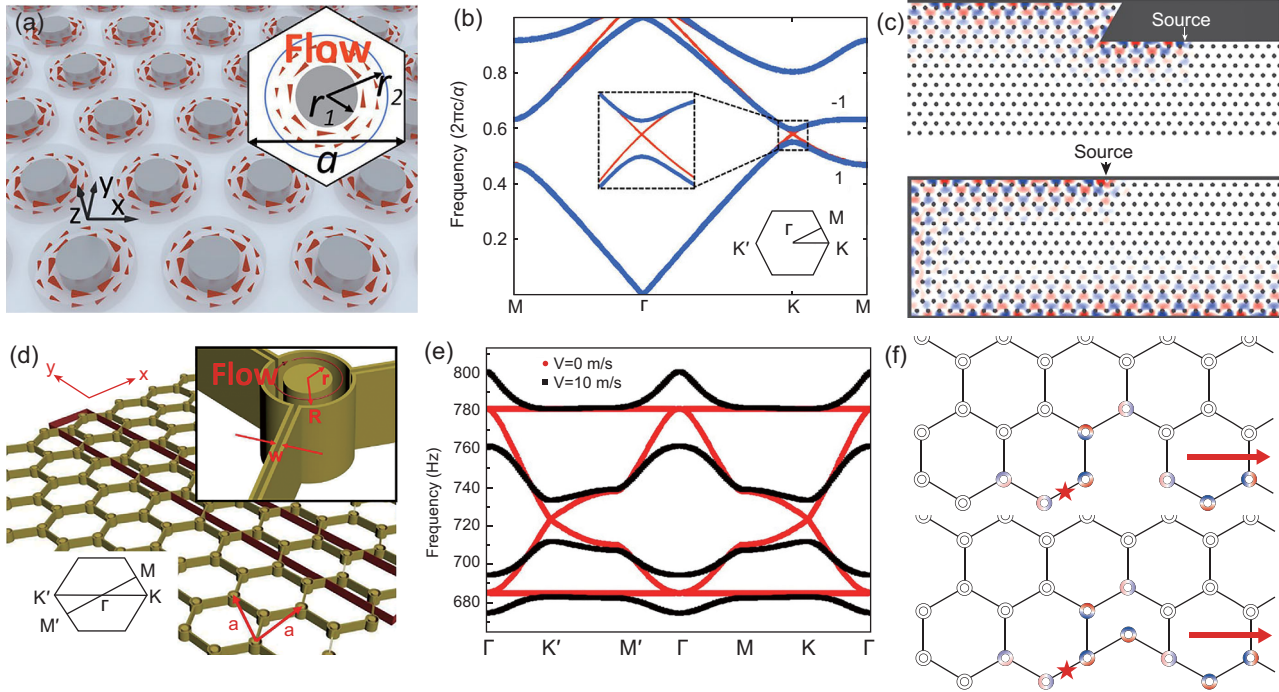 (a)
Flow
r1
r2
a
y
z
x
(b)
Frequency (2πc/a)
0.8
0.6
0.4
0.2
-1
1
Γ
M
K′
K
M
Γ
K
M
(c)
Source
Source
(d)
y
x
Flow
r
R
w
M
K′
Γ
K
M′
a
a
(e)
V=0 m/s
V=10 m/s
Frequency (Hz)
800
780
760
740
720
700
680
Γ
K′
M′
Γ
M
K
Γ
(f)